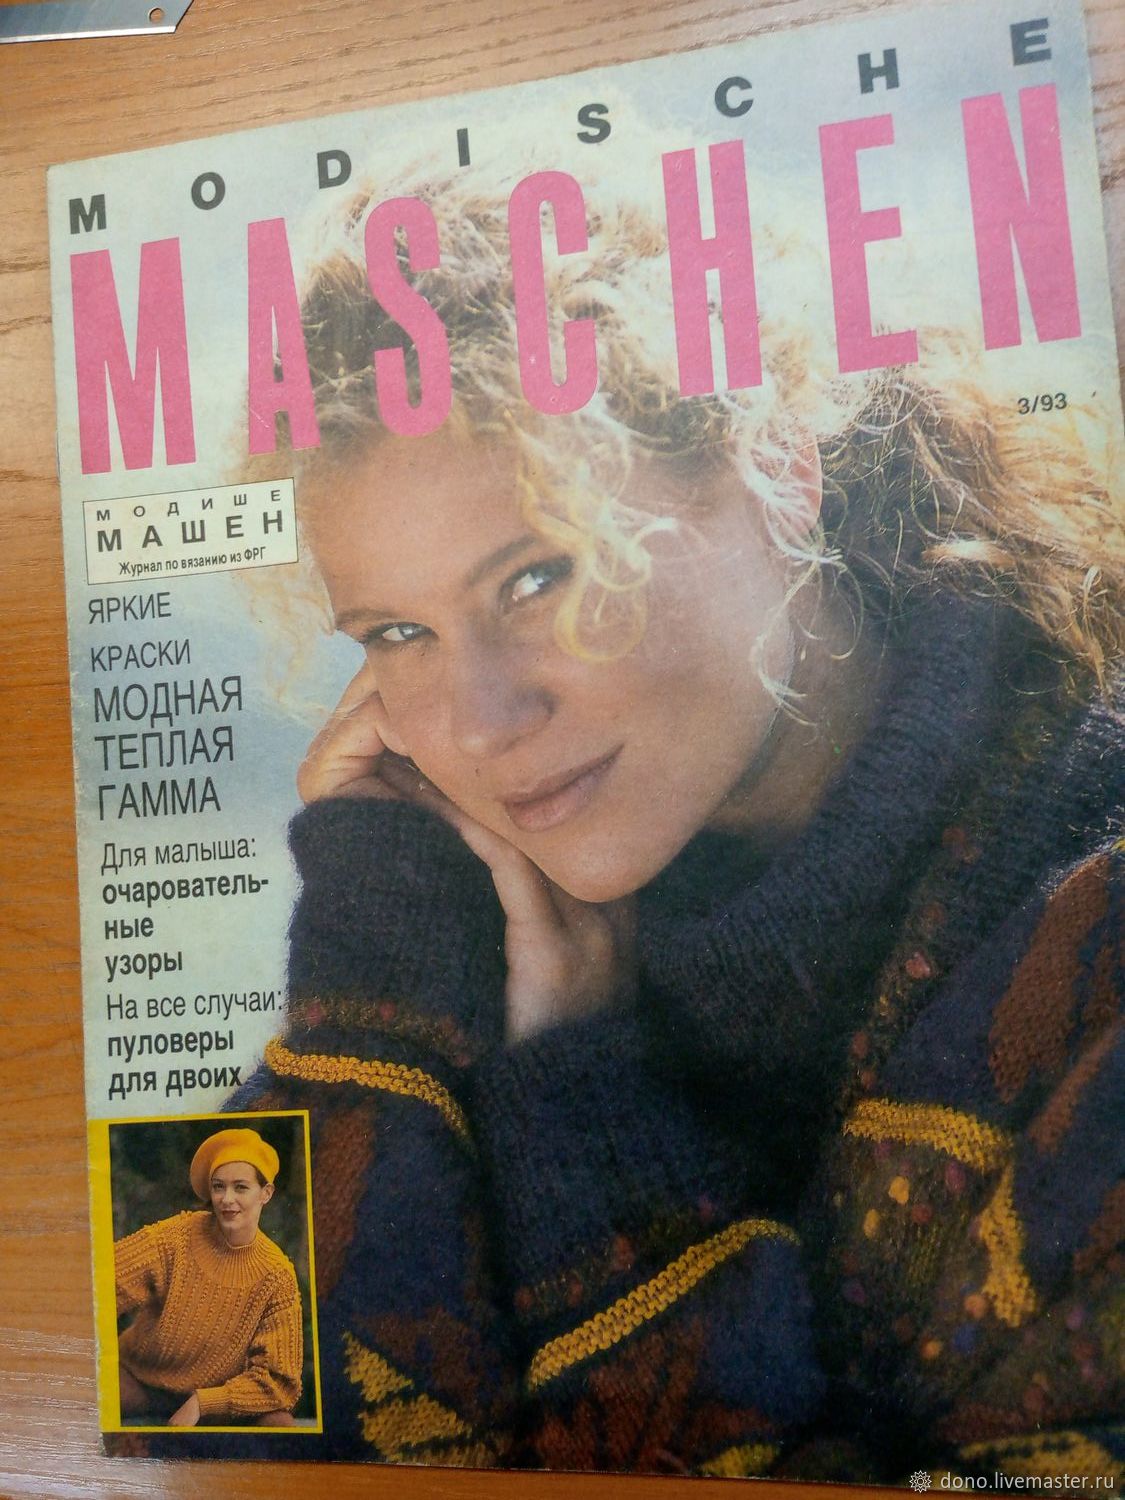 MODISCHE
MASCHEN
3/93
МОДИШЕ
МАШЕН
Журнал по вязанию из ФРГ
ЯРКИЕ
КРАСКИ
МОДНАЯ
ТЕПЛАЯ
ГАММА
Для малыша:
очарователь-
ные
узоры
На все случаи:
пуловеры
для двоих
dono.livemaster.ru